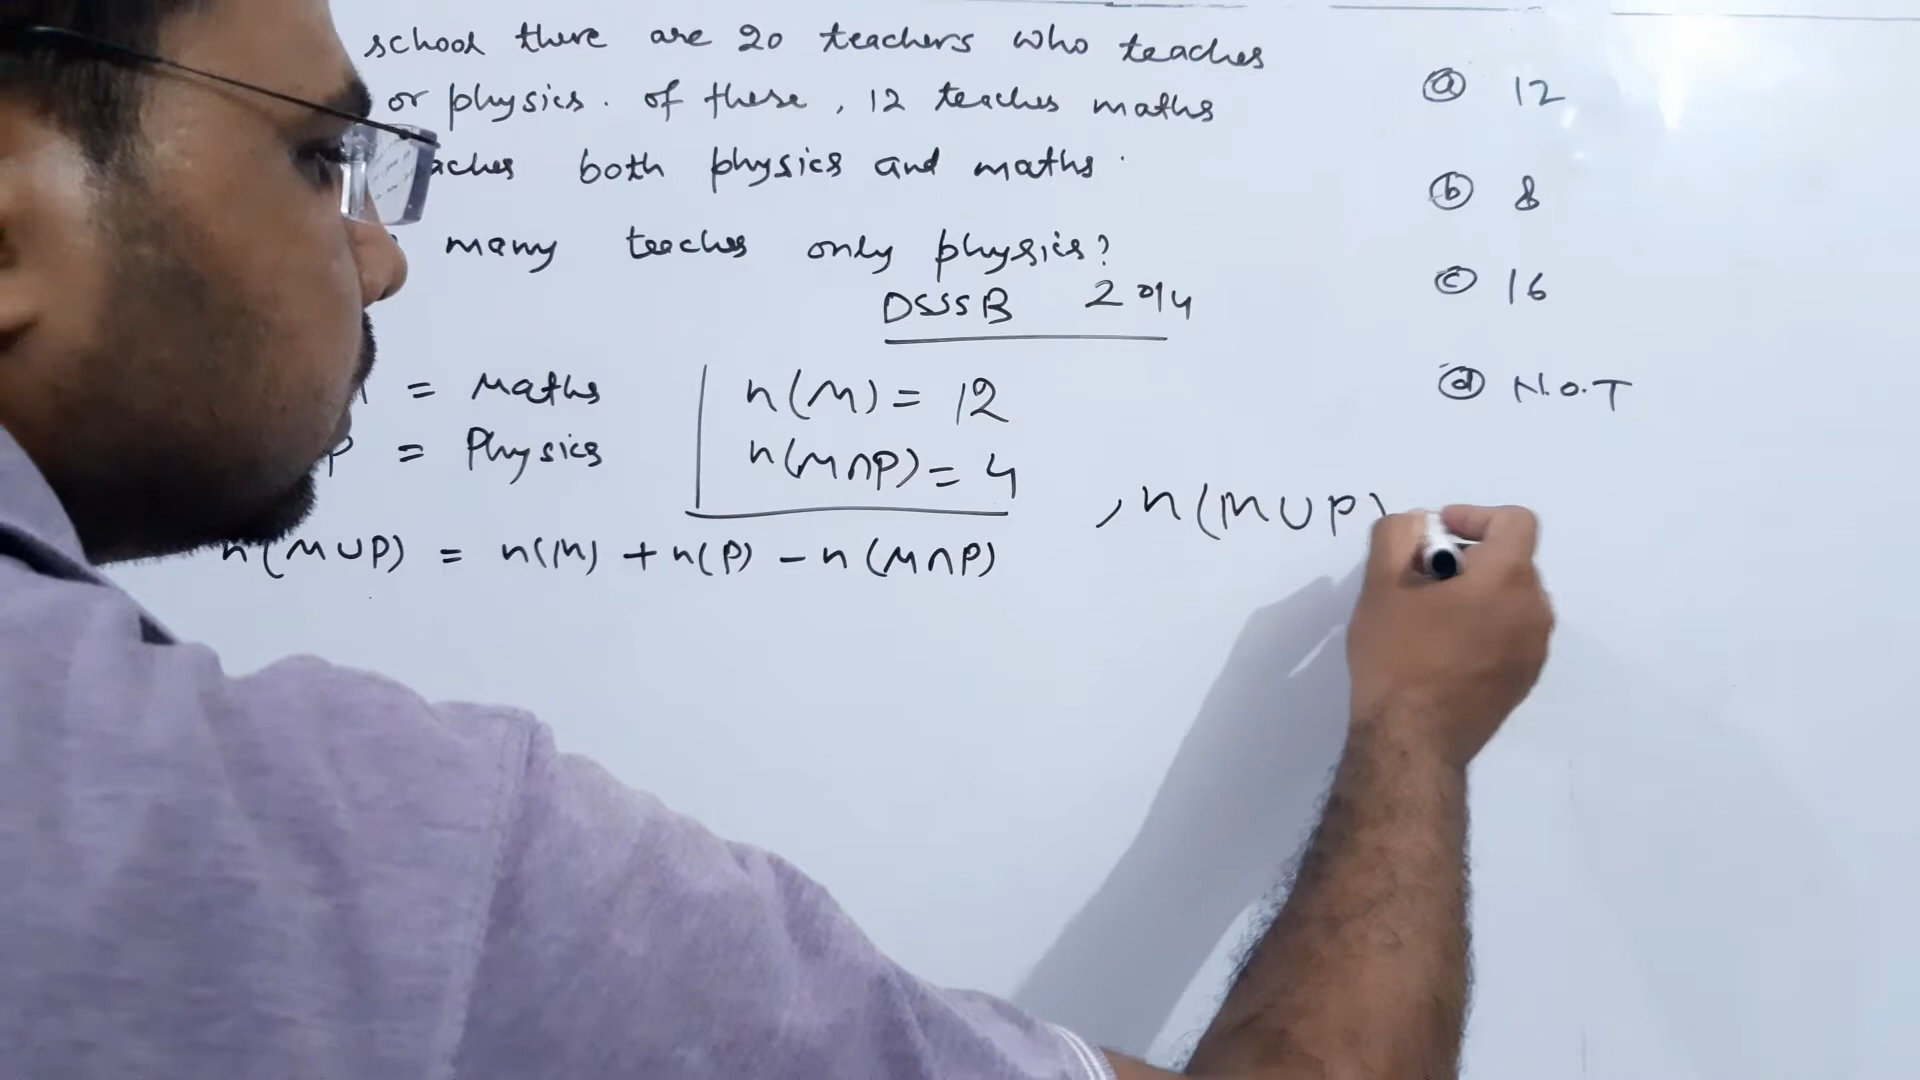 school there are 20 teachers who teaches
or physics. of these, 12 teaches maths
both physics and maths.
many teaches only physics?
DSSSB 2014
(a) 12
(b) 8
(c) 16
(d) N.O.T
= Maths
P = Physics
n(M) = 12
n(M∩P) = 4
n(M∪P) = n(M) + n(P) - n(M∩P)
, n(M∪P)